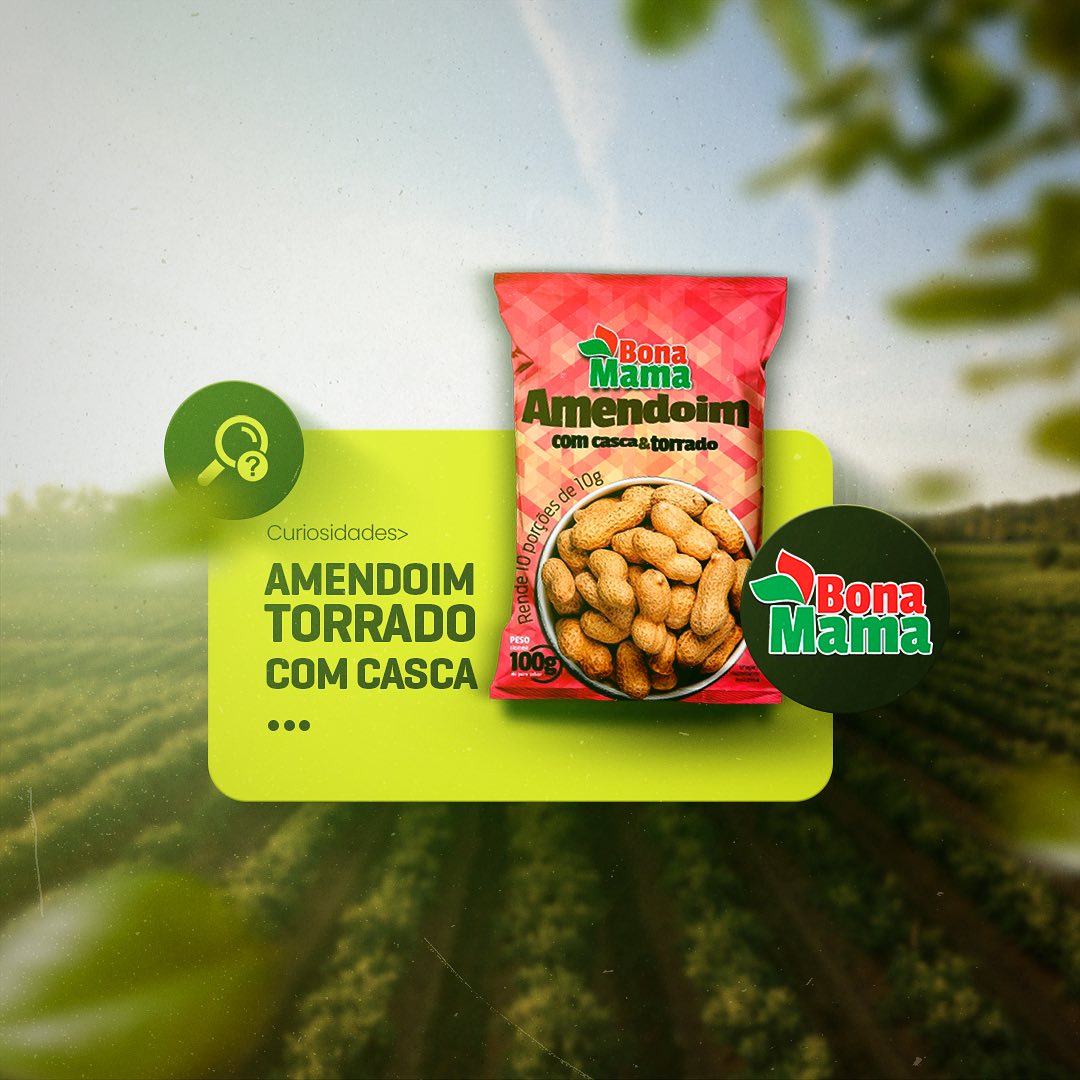 Bona
Mama
Amendoim
com casca&torrado
Rende 10 porções de 10g
PESO
100g
?
Curiosidades>
AMENDOIM
TORRADO
COM CASCA
Bona
Mama